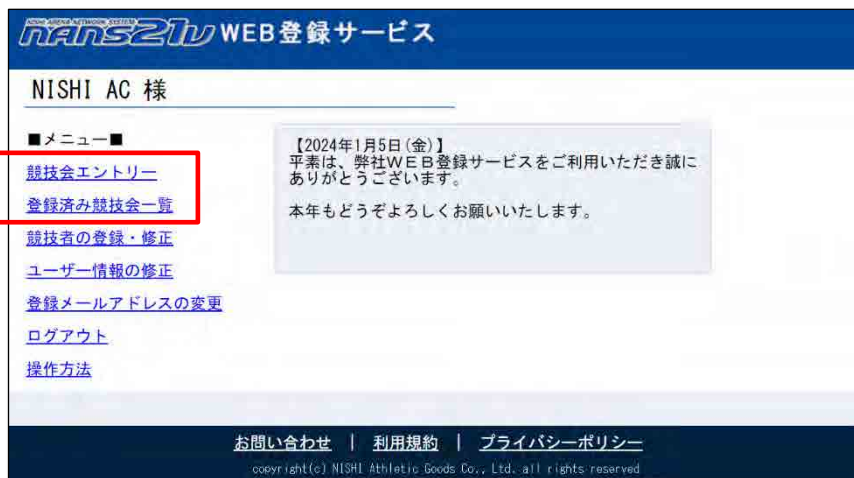 NISHI ARENA NETWORK SYSTEM
nans21v WEB登録サービス
NISHI AC 様
■メニュー■
競技会エントリー
登録済み競技会一覧
競技者の登録・修正
ユーザー情報の修正
登録メールアドレスの変更
ログアウト
操作方法
【2024年1月5日(金)】
平素は、弊社ＷＥＢ登録サービスをご利用いただき誠に
ありがとうございます。
本年もどうぞよろしくお願いいたします。
お問い合わせ | 利用規約 | プライバシーポリシー
copyright(c) NISHI Athletic Goods Co., Ltd. all rights reserved